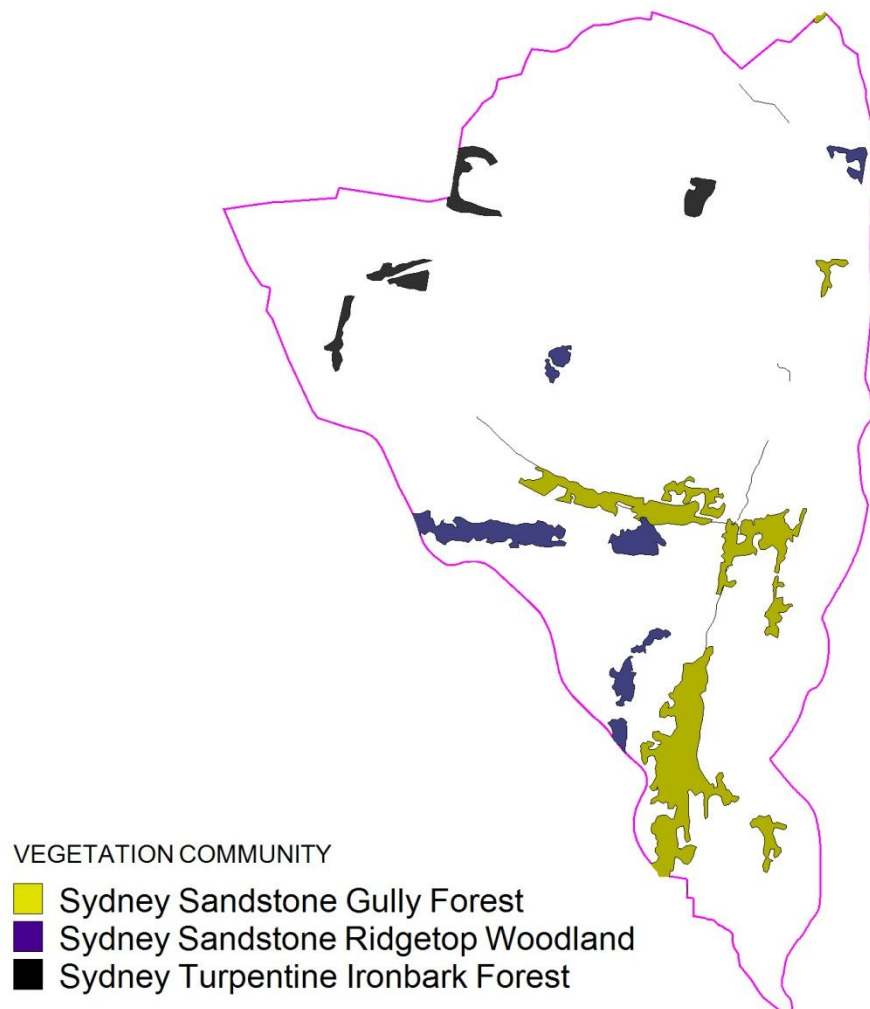 VEGETATION COMMUNITY
Sydney Sandstone Gully Forest
Sydney Sandstone Ridgetop Woodland
Sydney Turpentine Ironbark Forest